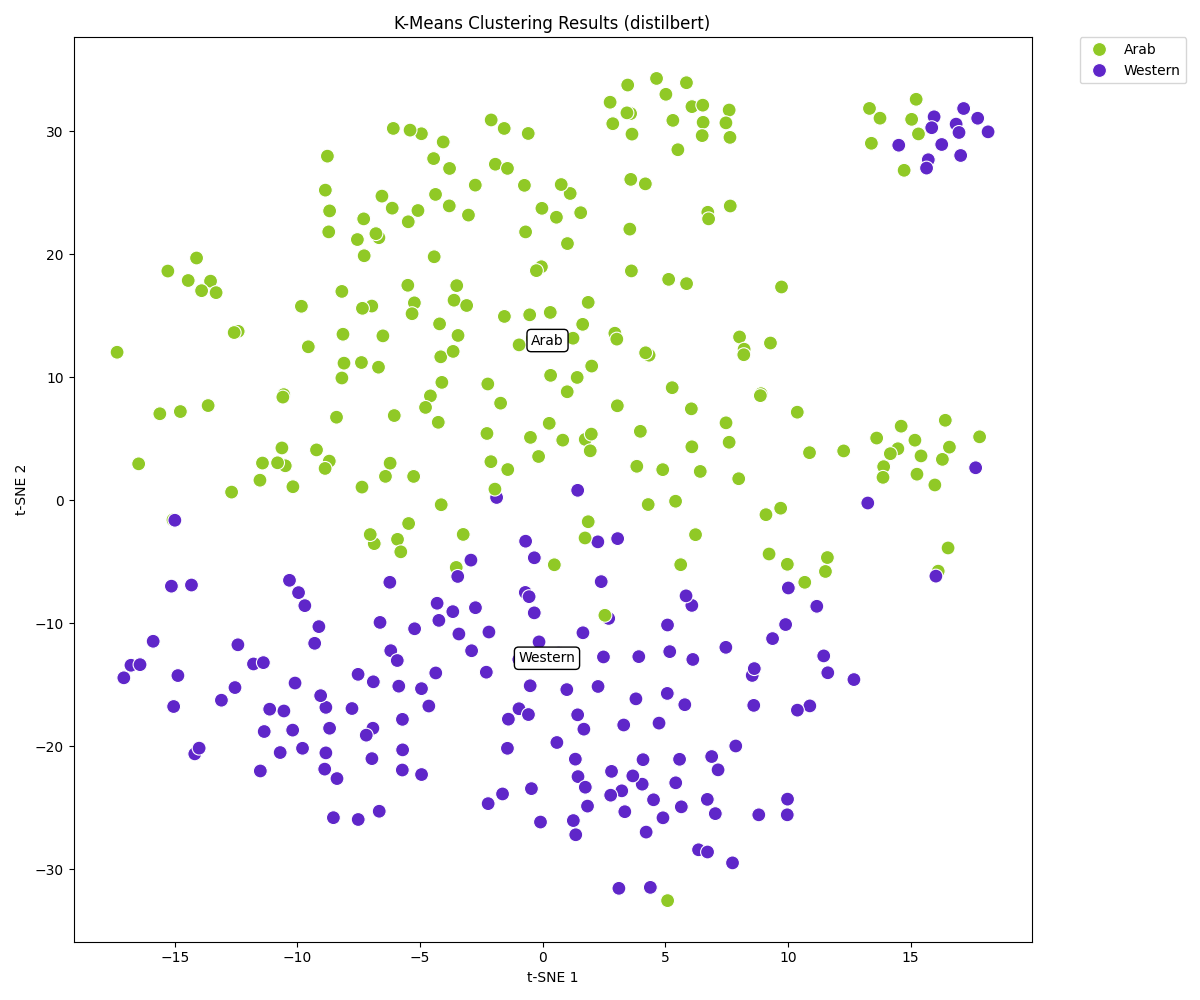 K-Means Clustering Results (distilbert)
Arab
Western
30
20
10
0
−10
−20
−30
t-SNE 2
Arab
Western
−15
−10
−5
0
5
10
15
t-SNE 1